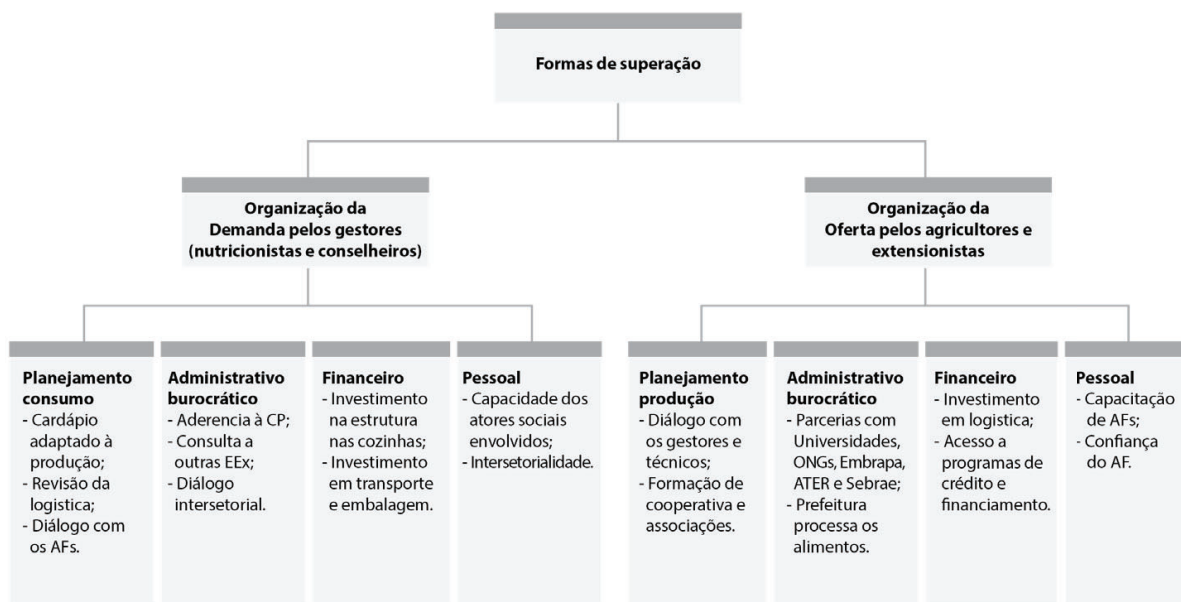 Formas de superação
Organização da
Demanda pelos gestores
(nutricionistas e conselheiros)
Organização da
Oferta pelos agricultores e
extensionistas
Planejamento
consumo
- Cardápio
adaptado à
produção;
- Revisão da
logistica;
- Diálogo com
os AFs.
Administrativo
burocrático
- Aderencia à CP;
- Consulta a
outras EEx;
- Diálogo
intersetorial.
Financeiro
- Investimento
na estrutura
nas cozinhas;
- Investimento
em transporte
e embalagem.
Pessoal
- Capacidade dos
atores sociais
envolvidos;
- Intersetorialidade.
Planejamento
produção
- Diálogo com
os gestores e
técnicos;
- Formação de
cooperativa e
associações.
Administrativo
burocrático
- Parcerias com
Universidades,
ONGs, Embrapa,
ATER e Sebrae;
- Prefeitura
processa os
alimentos.
Financeiro
- Investimento
em logistica;
- Acesso a
programas de
crédito e
financiamento.
Pessoal
- Capacitação
de AFs;
- Confiança
do AF.